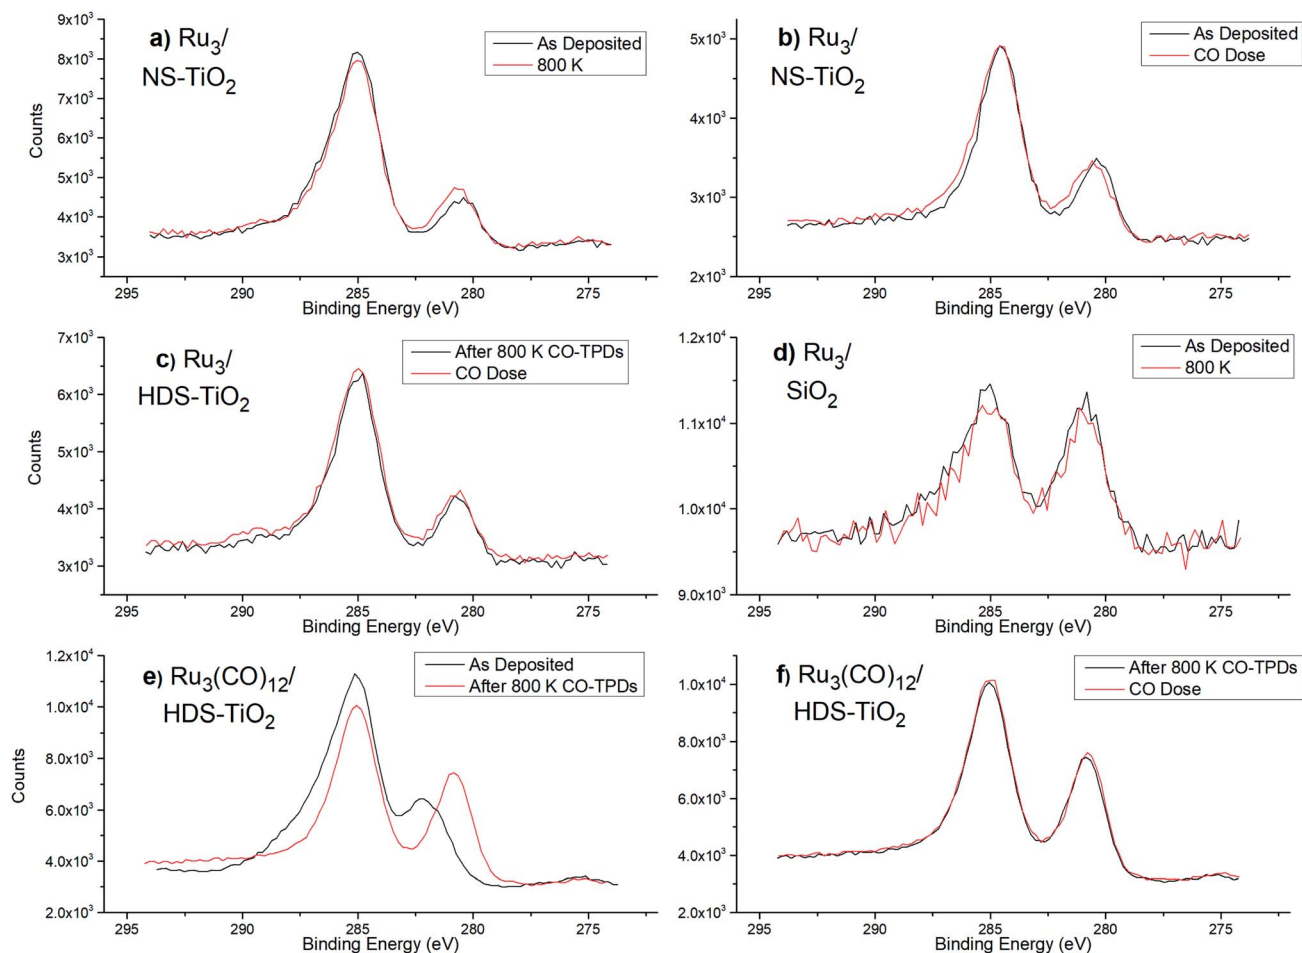 a) Ru3/
NS-TiO2
As Deposited
800 K
9x10³
8x10³
7x10³
6x10³
5x10³
4x10³
3x10³
Counts
295 290 285 280 275
Binding Energy (eV)
b) Ru3/
NS-TiO2
As Deposited
CO Dose
5x10³
4x10³
3x10³
2x10³
295 290 285 280 275
Binding Energy (eV)
c) Ru3/
HDS-TiO2
After 800 K CO-TPDs
CO Dose
7x10³
6x10³
5x10³
4x10³
3x10³
Counts
295 290 285 280 275
Binding Energy (eV)
d) Ru3/
SiO2
As Deposited
800 K
1.2x10⁴
1.1x10⁴
1.0x10⁴
9.0x10³
295 290 285 280 275
Binding Energy (eV)
e) Ru3(CO)12/
HDS-TiO2
As Deposited
After 800 K CO-TPDs
1.2x10⁴
1.0x10⁴
8.0x10³
6.0x10³
4.0x10³
2.0x10³
Counts
295 290 285 280 275
Binding Energy (eV)
f) Ru3(CO)12/
HDS-TiO2
After 800 K CO-TPDs
CO Dose
1.0x10⁴
8.0x10³
6.0x10³
4.0x10³
2.0x10³
295 290 285 280 275
Binding Energy (eV)